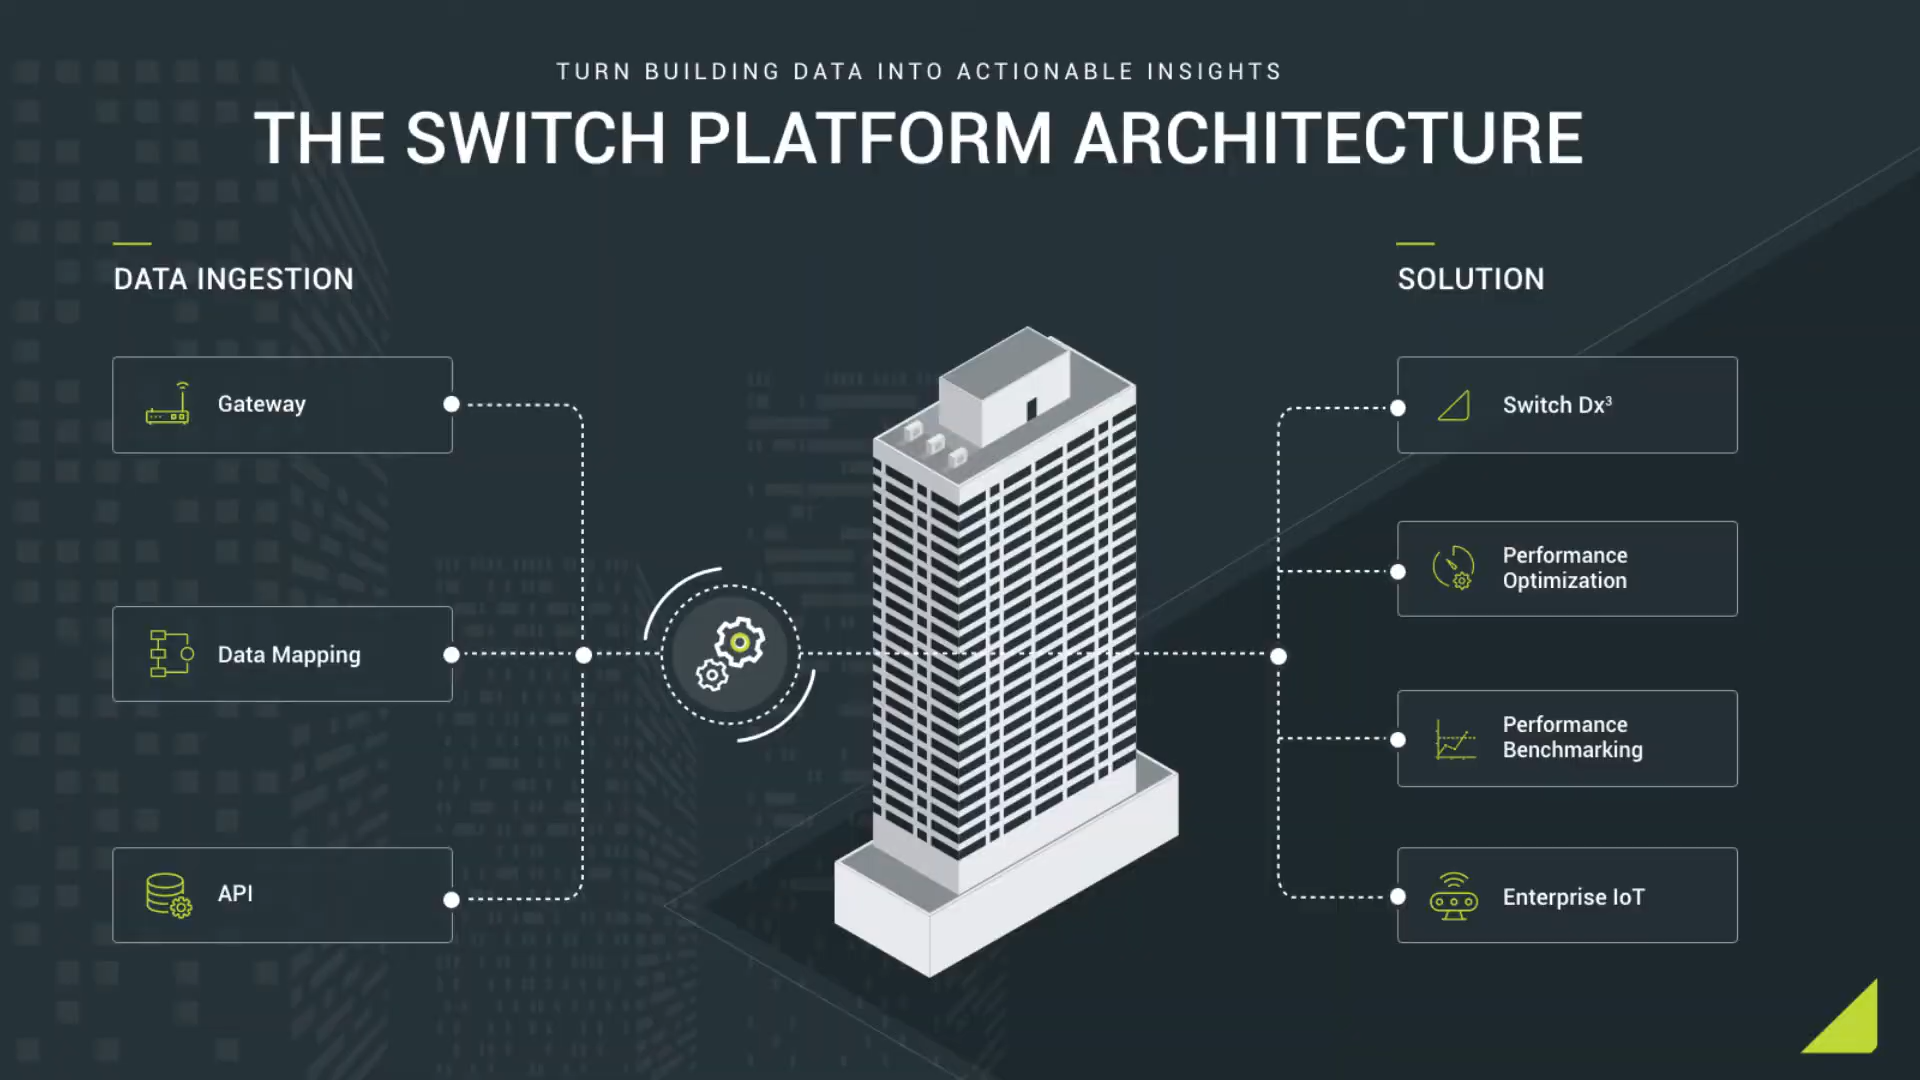 TURN BUILDING DATA INTO ACTIONABLE INSIGHTS
THE SWITCH PLATFORM ARCHITECTURE
DATA INGESTION
Gateway
Data Mapping
API
SOLUTION
Switch Dx³
Performance
Optimization
Performance
Benchmarking
Enterprise IoT